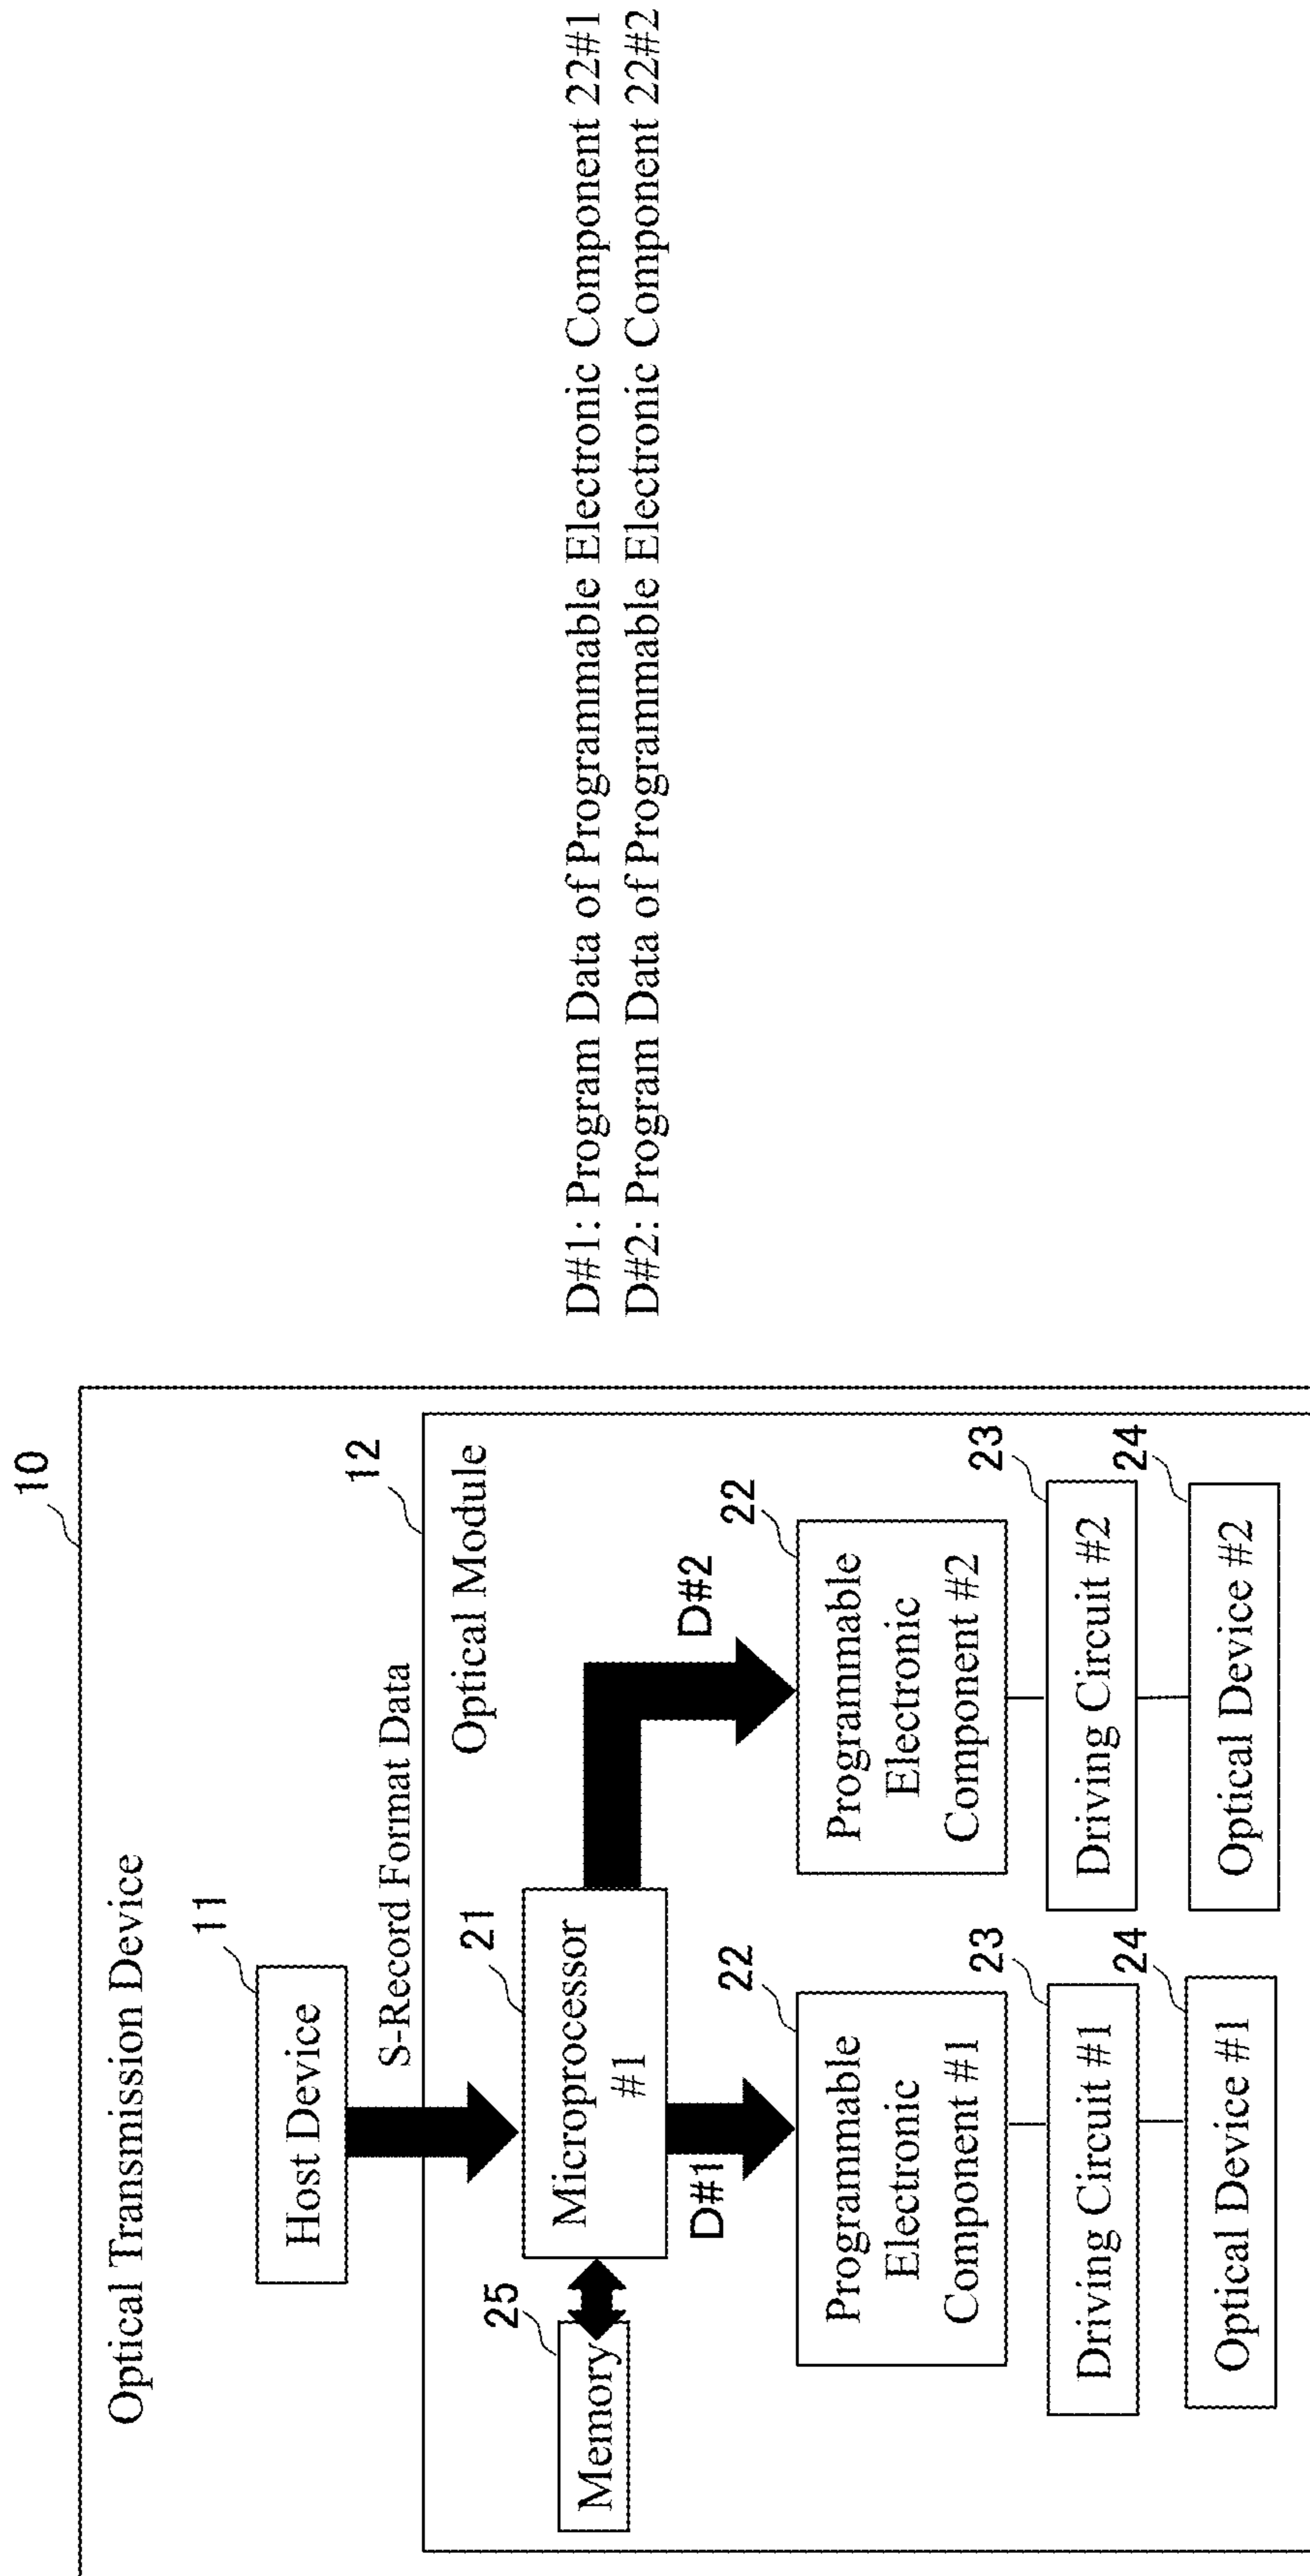 10
Optical Transmission Device
11
Host Device
S-Record Format Data
12
Optical Module
25
Memory
21
Microprocessor
#1
D#1
D#2
22
Programmable
Electronic
Component #1
22
Programmable
Electronic
Component #2
23
Driving Circuit #1
23
Driving Circuit #2
24
Optical Device #1
24
Optical Device #2
D#1: Program Data of Programmable Electronic Component 22#1
D#2: Program Data of Programmable Electronic Component 22#2